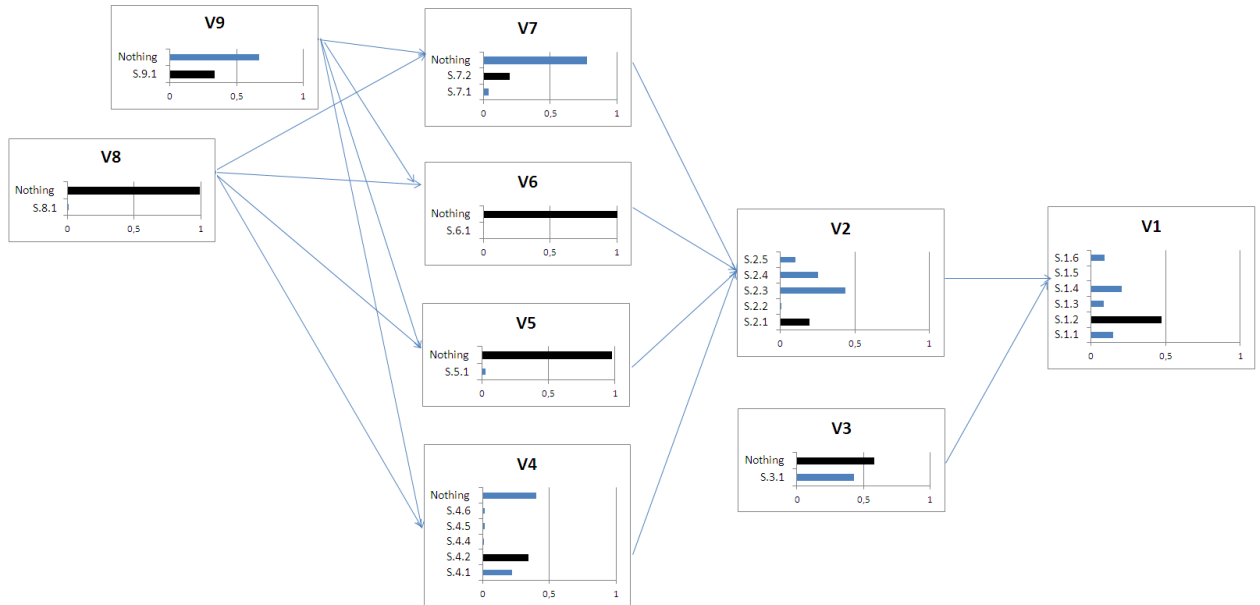 V9
Nothing
S.9.1
0 0,5 1
V8
Nothing
S.8.1
0 0,5 1
V7
Nothing
S.7.2
S.7.1
0 0,5 1
V6
Nothing
S.6.1
0 0,5 1
V5
Nothing
S.5.1
0 0,5 1
V4
Nothing
S.4.6
S.4.5
S.4.4
S.4.2
S.4.1
0 0,5 1
V2
S.2.5
S.2.4
S.2.3
S.2.2
S.2.1
0 0,5 1
V3
Nothing
S.3.1
0 0,5 1
V1
S.1.6
S.1.5
S.1.4
S.1.3
S.1.2
S.1.1
0 0,5 1